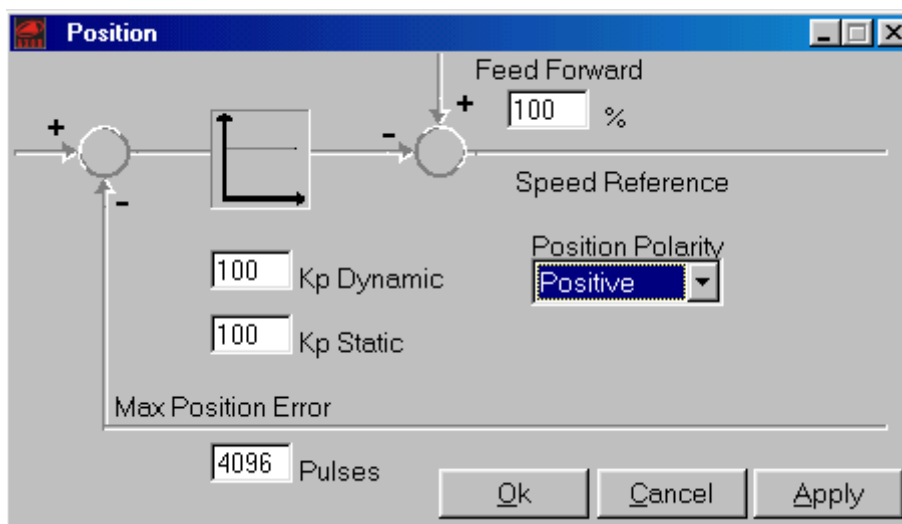 Position
Feed Forward
+
+
100 %
-
Speed Reference
-
Position Polarity
100 Kp Dynamic
Positive
100 Kp Static
Max Position Error
4096 Pulses
Ok Cancel Apply